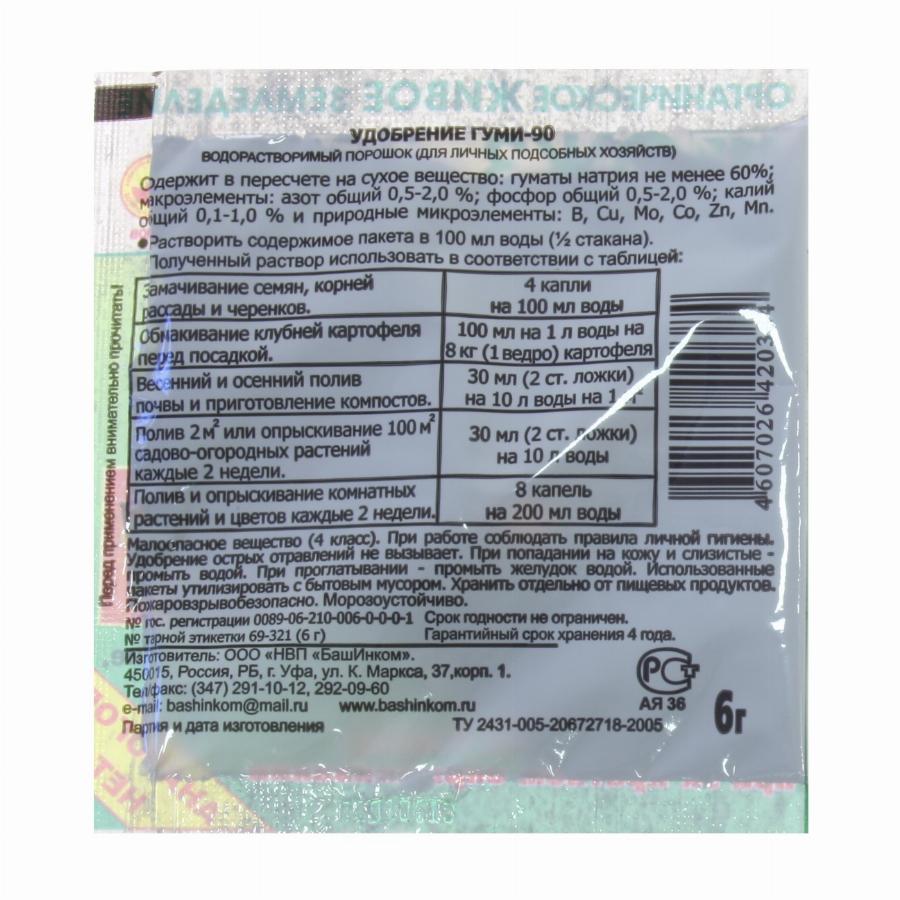 ОРГАНИЧЕСКОЕ ЖИВОЕ ЗЕМЛЕДЕЛИЕ
УДОБРЕНИЕ ГУМИ-90
ВОДОРАСТВОРИМЫЙ ПОРОШОК (ДЛЯ ЛИЧНЫХ ПОДСОБНЫХ ХОЗЯЙСТВ)
Одержит в пересчете на сухое вещество: гуматы натрия не менее 60%;
макроэлементы: азот общий 0,5-2,0 %; фосфор общий 0,5-2,0 %; калий
общий 0,1-1,0 % и природные микроэлементы: B, Cu, Mo, Co, Zn, Mn.
●Растворить содержимое пакета в 100 мл воды (½ стакана).
Полученный раствор использовать в соответствии с таблицей:
Замачивание семян, корней
рассады и черенков.
4 капли
на 100 мл воды
Обмакивание клубней картофеля
перед посадкой.
100 мл на 1 л воды на
8 кг (1 ведро) картофеля
Весенний и осенний полив
почвы и приготовление компостов.
30 мл (2 ст. ложки)
на 10 л воды на 1
Полив 2 м² или опрыскивание 100 м²
садово-огородных растений
каждые 2 недели.
30 мл (2 ст. ложки)
на 10 л воды
Полив и опрыскивание комнатных
растений и цветов каждые 2 недели.
8 капель
на 200 мл воды
Перед применением внимательно прочитать!
4 607026 42034
Малоопасное вещество (4 класс). При работе соблюдать правила личной гигиены.
Удобрение острых отравлений не вызывает. При попадании на кожу и слизистые -
промыть водой. При проглатывании - промыть желудок водой. Использованные
пакеты утилизировать с бытовым мусором. Хранить отдельно от пищевых продуктов.
Пожаровзрывобезопасно. Морозоустойчиво.
№ гос. регистрации 0089-06-210-006-0-0-0-1 Срок годности не ограничен.
№ тарной этикетки 69-321 (6 г) Гарантийный срок хранения 4 года.
Изготовитель: ООО «НВП «БашИнком».
450015, Россия, РБ, г. Уфа, ул. К. Маркса, 37,корп. 1.
Тел/факс: (347) 291-10-12, 292-09-60
e-mail: bashinkom@mail.ru www.bashinkom.ru
Партия и дата изготовления
ТУ 2431-005-20672718-2005
РСТ
АЯ 36
6г
НЕТ